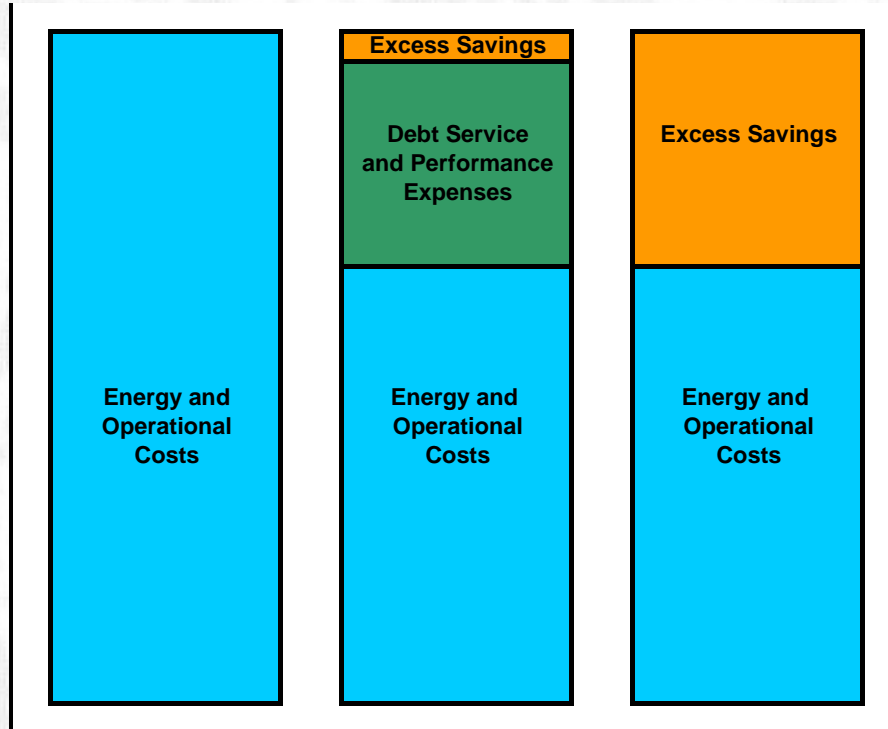 Energy and
Operational
Costs
Excess Savings
Debt Service
and Performance
Expenses
Energy and
Operational
Costs
Excess Savings
Energy and
Operational
Costs